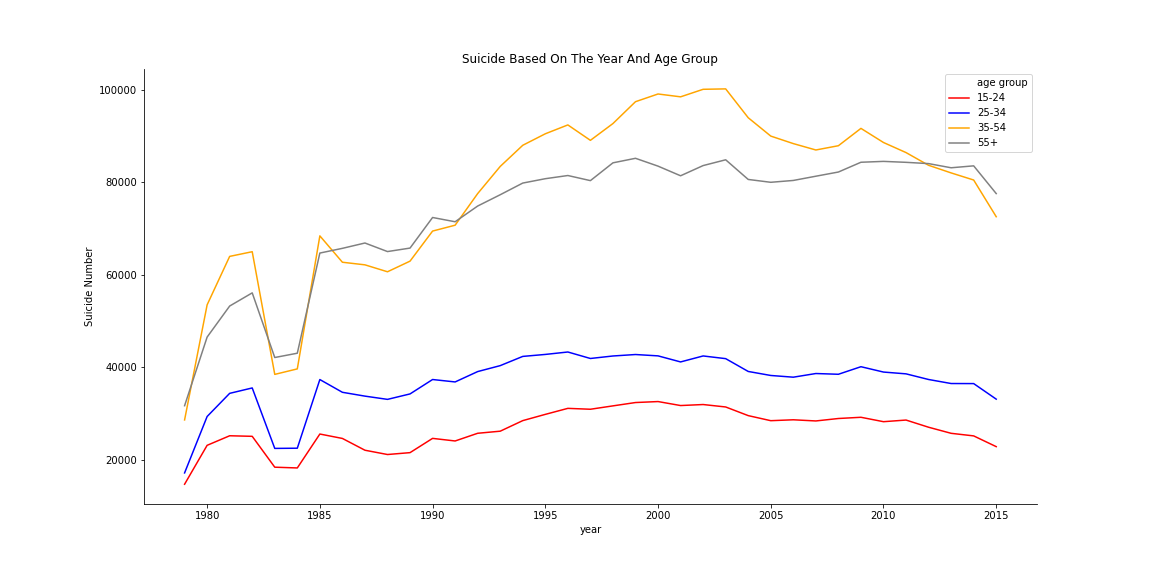 Suicide Based On The Year And Age Group
age group
15-24
25-34
35-54
55+
100000
80000
60000
40000
20000
Suicide Number
1980 1985 1990 1995 2000 2005 2010 2015
year